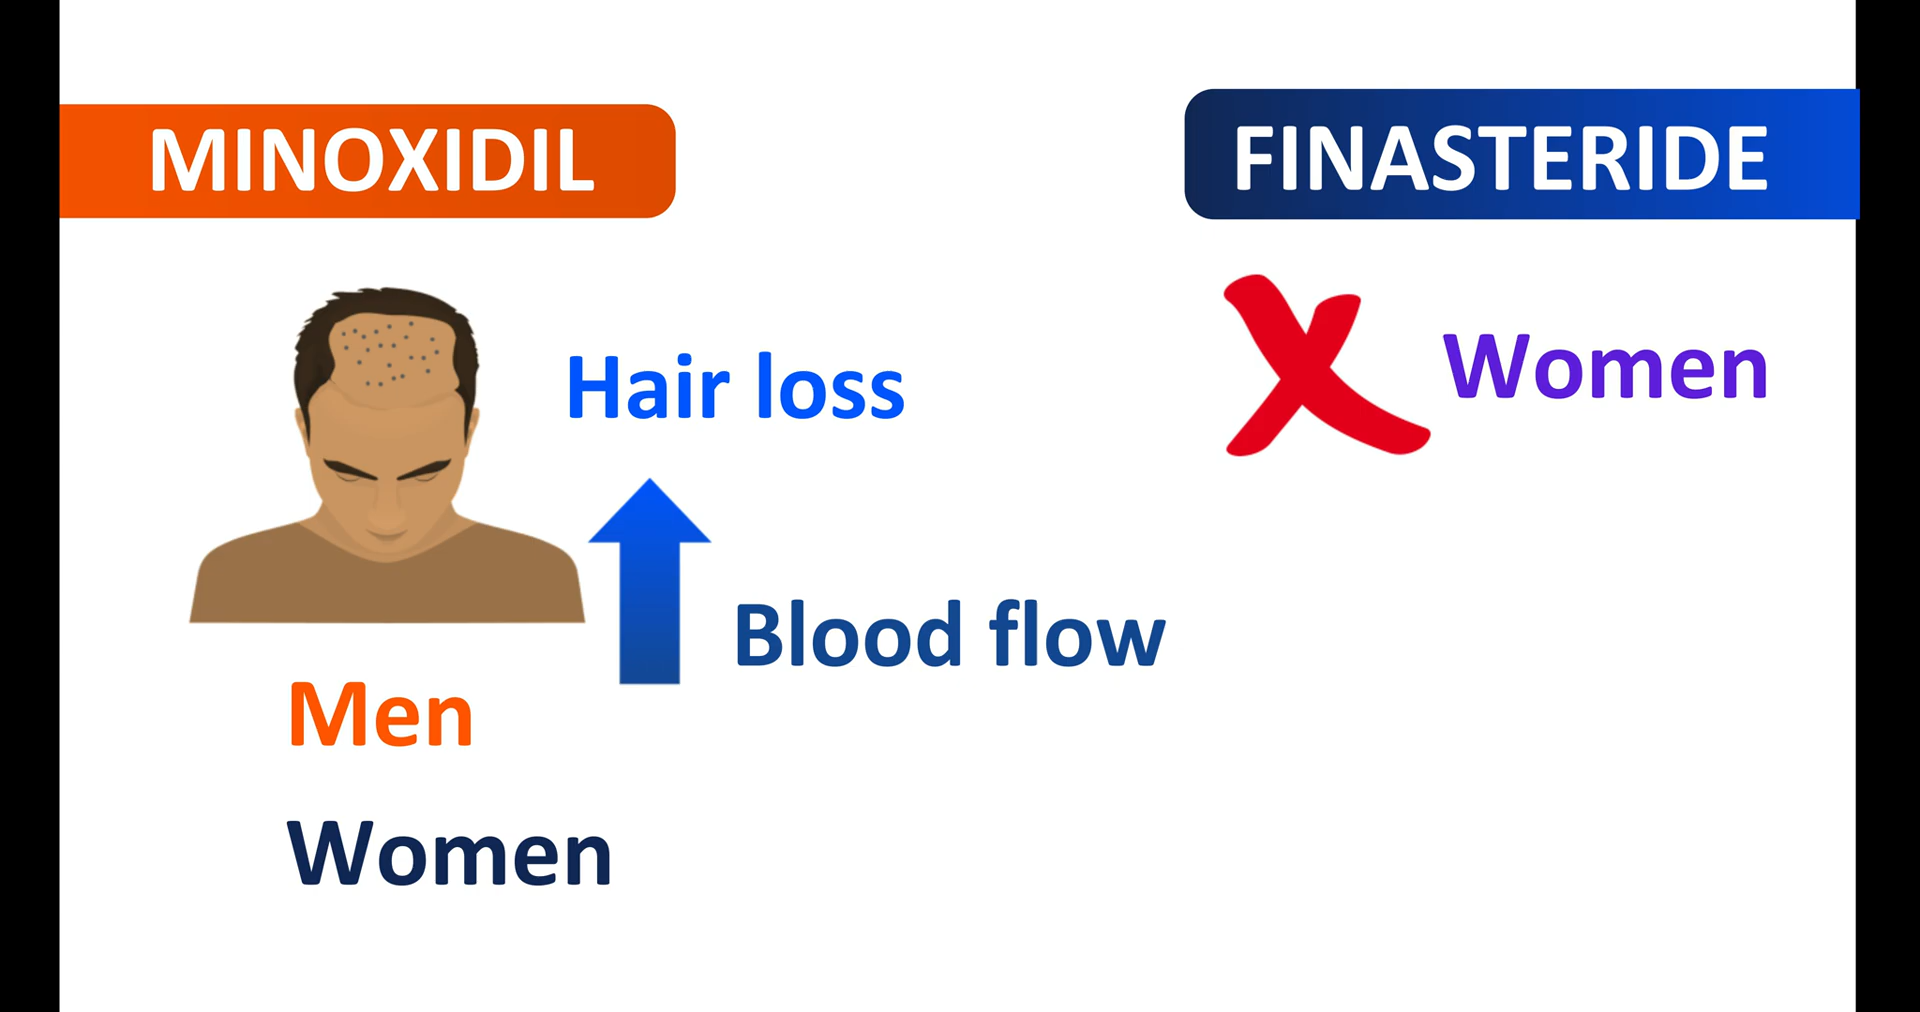 MINOXIDIL
FINASTERIDE
Hair loss
Women
Blood flow
Men
Women